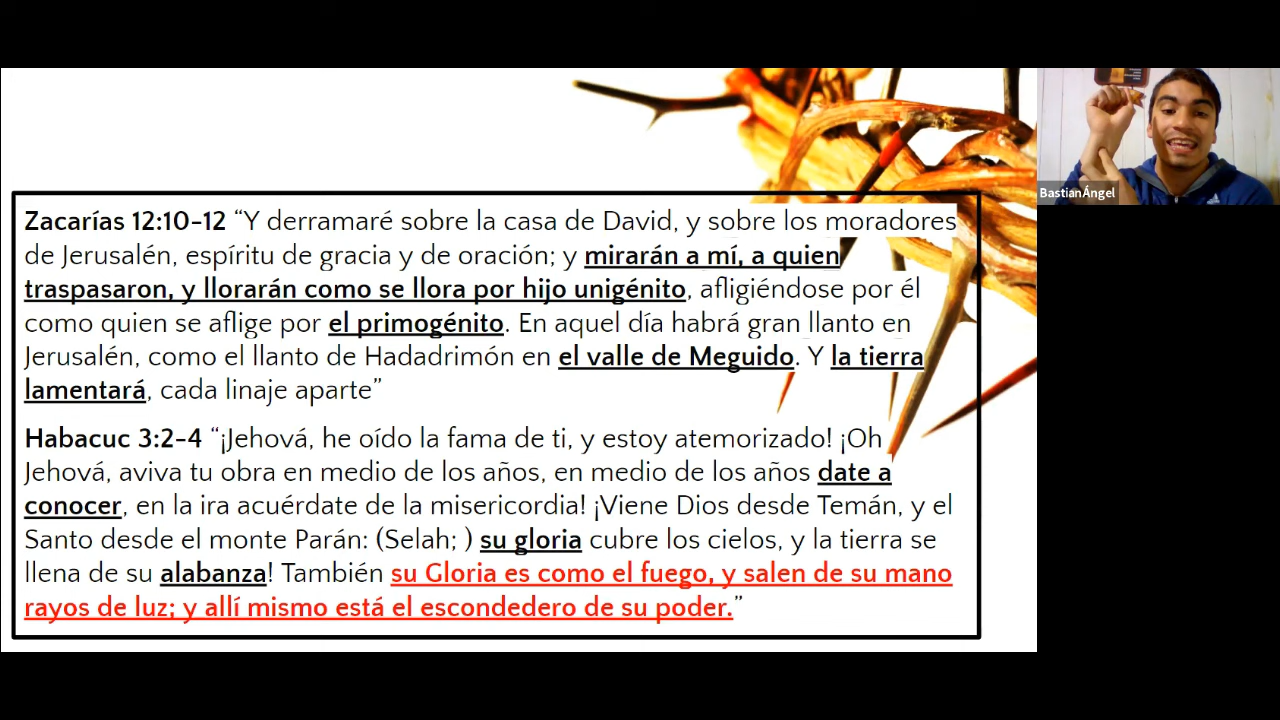 Zacarías 12:10-12 “Y derramaré sobre la casa de David, y sobre los moradores
de Jerusalén, espíritu de gracia y de oración; y mirarán a mí, a quien
traspasaron, y llorarán como se llora por hijo unigénito, afligiéndose por él
como quien se aflige por el primogénito. En aquel día habrá gran llanto en
Jerusalén, como el llanto de Hadadrimón en el valle de Meguido. Y la tierra
lamentará, cada linaje aparte”
Habacuc 3:2-4 “¡Jehová, he oído la fama de ti, y estoy atemorizado! ¡Oh
Jehová, aviva tu obra en medio de los años, en medio de los años date a
conocer, en la ira acuérdate de la misericordia! ¡Viene Dios desde Temán, y el
Santo desde el monte Parán: (Selah; ) su gloria cubre los cielos, y la tierra se
llena de su alabanza! También su Gloria es como el fuego, y salen de su mano
rayos de luz; y allí mismo está el escondedero de su poder.”
BastianÁngel